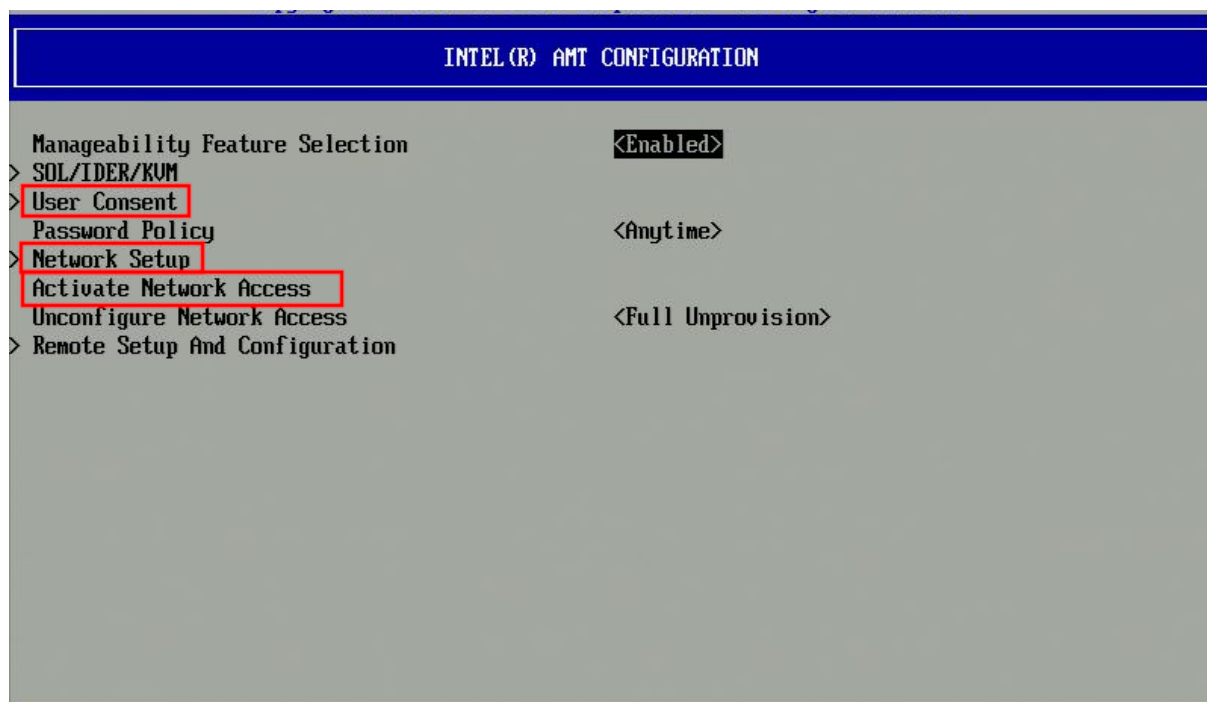 INTEL(R) AMT CONFIGURATION
Manageability Feature Selection <Enabled>
> SOL/IDER/KVM
> User Consent
Password Policy <Anytime>
> Network Setup
Activate Network Access
Unconfigure Network Access <Full Unprovision>
> Remote Setup And Configuration